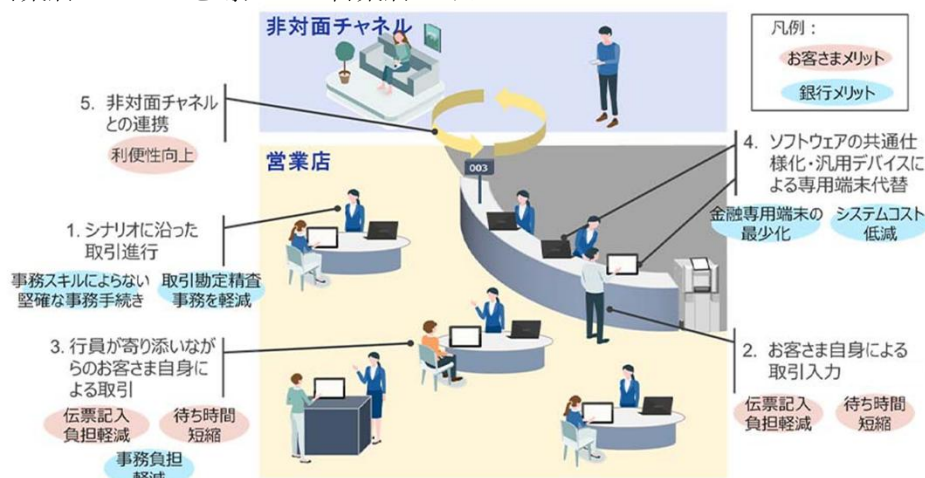 非対面チャネル
凡例：
お客さまメリット
銀行メリット
5. 非対面チャネル
との連携
利便性向上
営業店
003
4. ソフトウェアの共通仕
様化・汎用デバイスに
よる専用端末代替
金融専用端末の
最少化
システムコスト
低減
1. シナリオに沿った
取引進行
事務スキルによらない
堅確な事務手続き
取引勘定精査
事務を軽減
3. 行員が寄り添いなが
らのお客さま自身に
よる取引
伝票記入
負担軽減
待ち時間
短縮
事務負担
軽減
2. お客さま自身による
取引入力
伝票記入
負担軽減
待ち時間
短縮